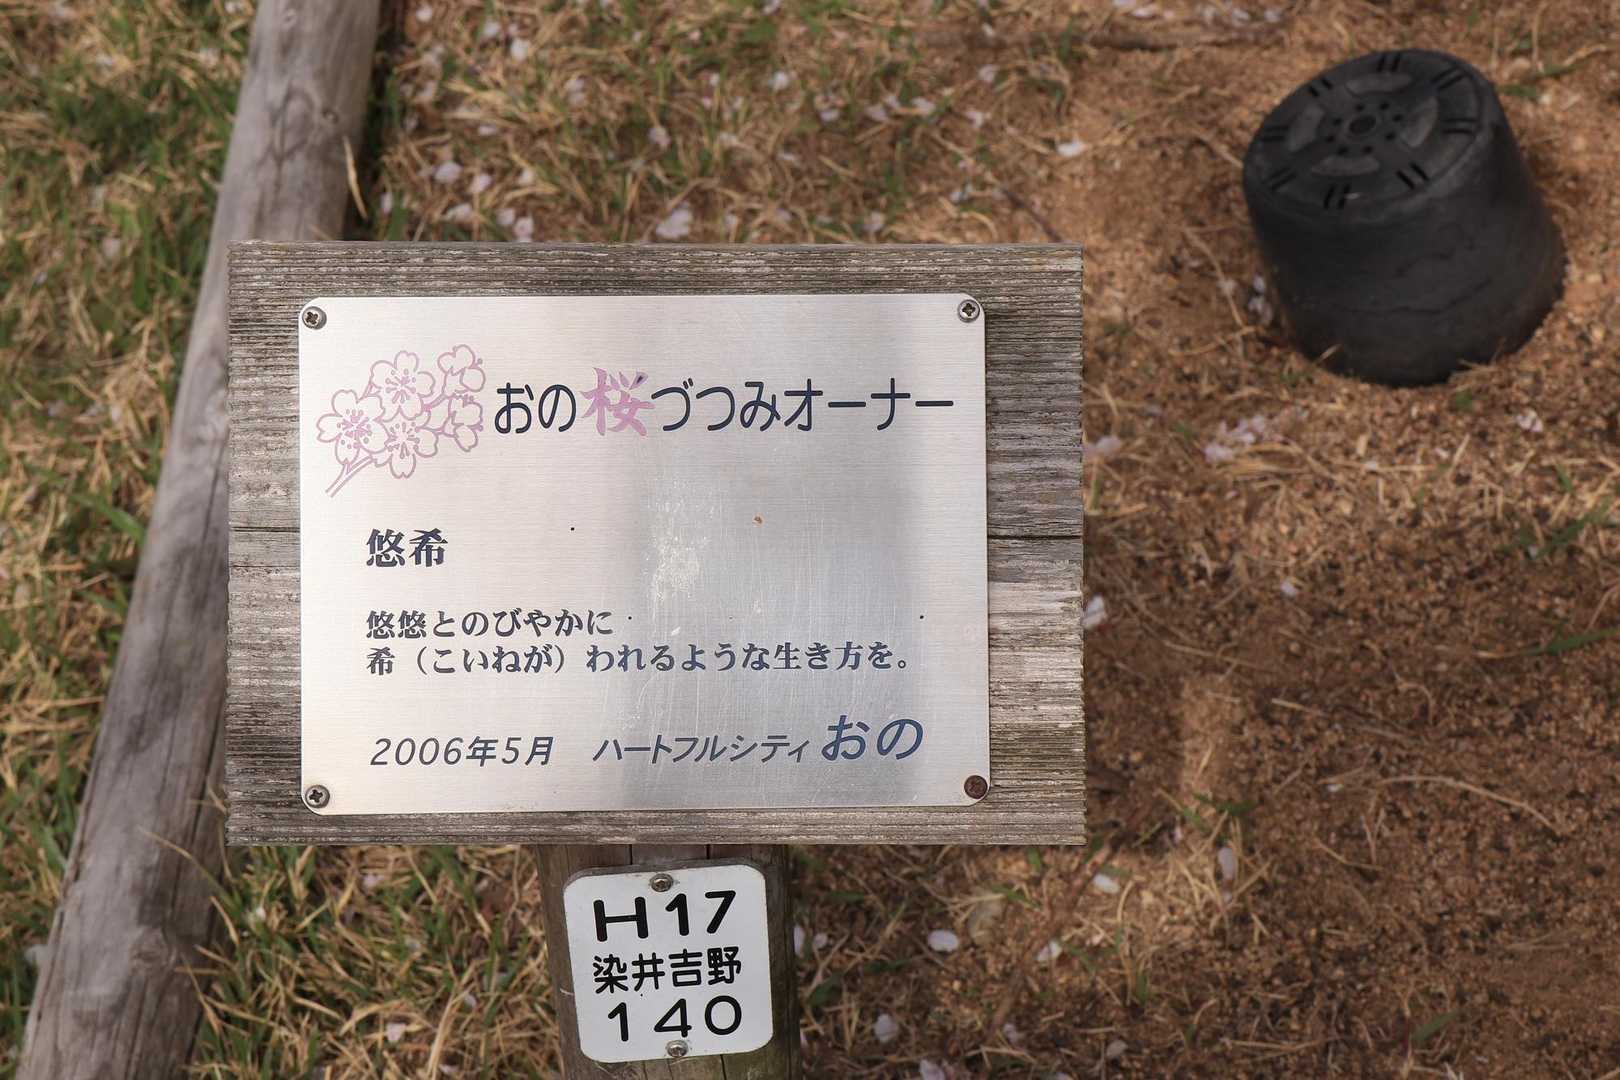 おの桜づつみオーナー
悠希
悠悠とのびやかに
希（こいねが）われるような生き方を。
2006年5月 ハートフルシティ おの
H17
染井吉野
140